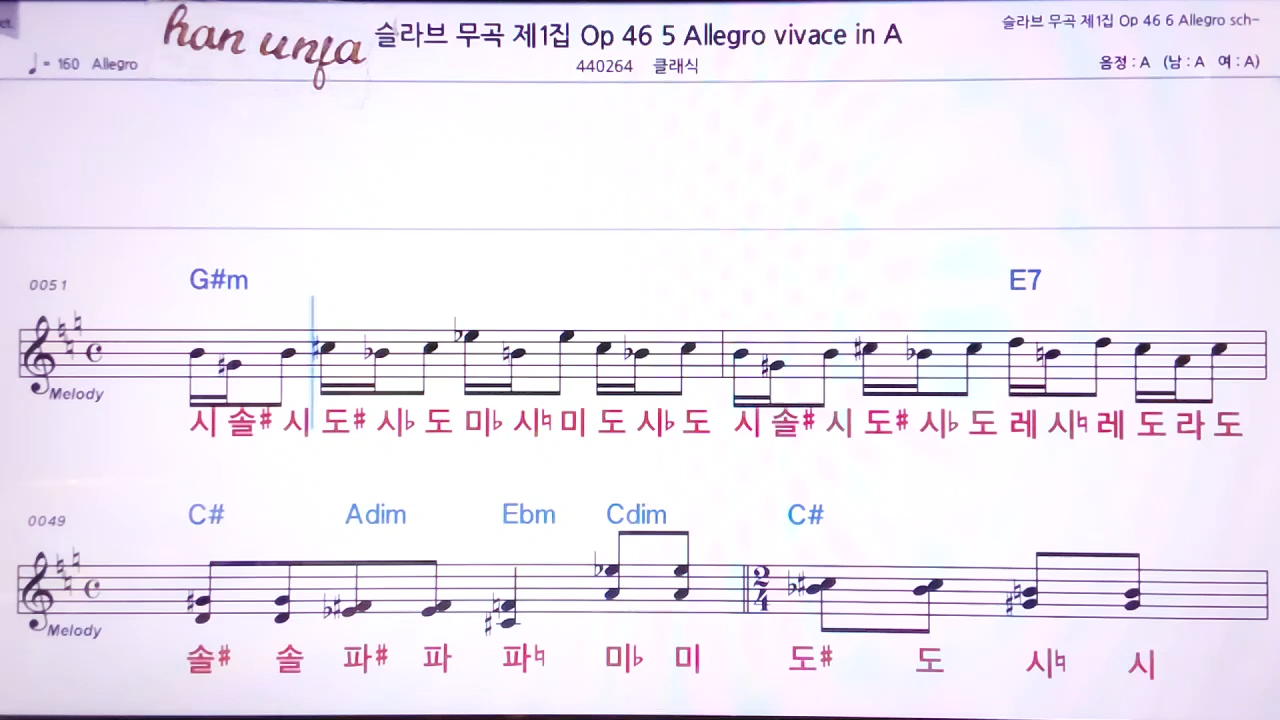 ct.
han unja
슬라브 무곡 제1집 Op 46 5 Allegro vivace in A
슬라브 무곡 제1집 Op 46 6 Allegro sch~
♩ = 160 Allegro
440264 클래식
음정 : A (남 : A 여 : A)
0051
G#m E7
Melody
시 솔# 시 도# 시♭ 도 미♭ 시♮ 미 도 시♭ 도 시 솔# 시 도# 시♭ 도 레 시♮ 레 도 라 도
0049
C# Adim Ebm Cdim C#
2
4
Melody
솔# 솔 파# 파 파♮ 미♭ 미 도# 도 시♮ 시